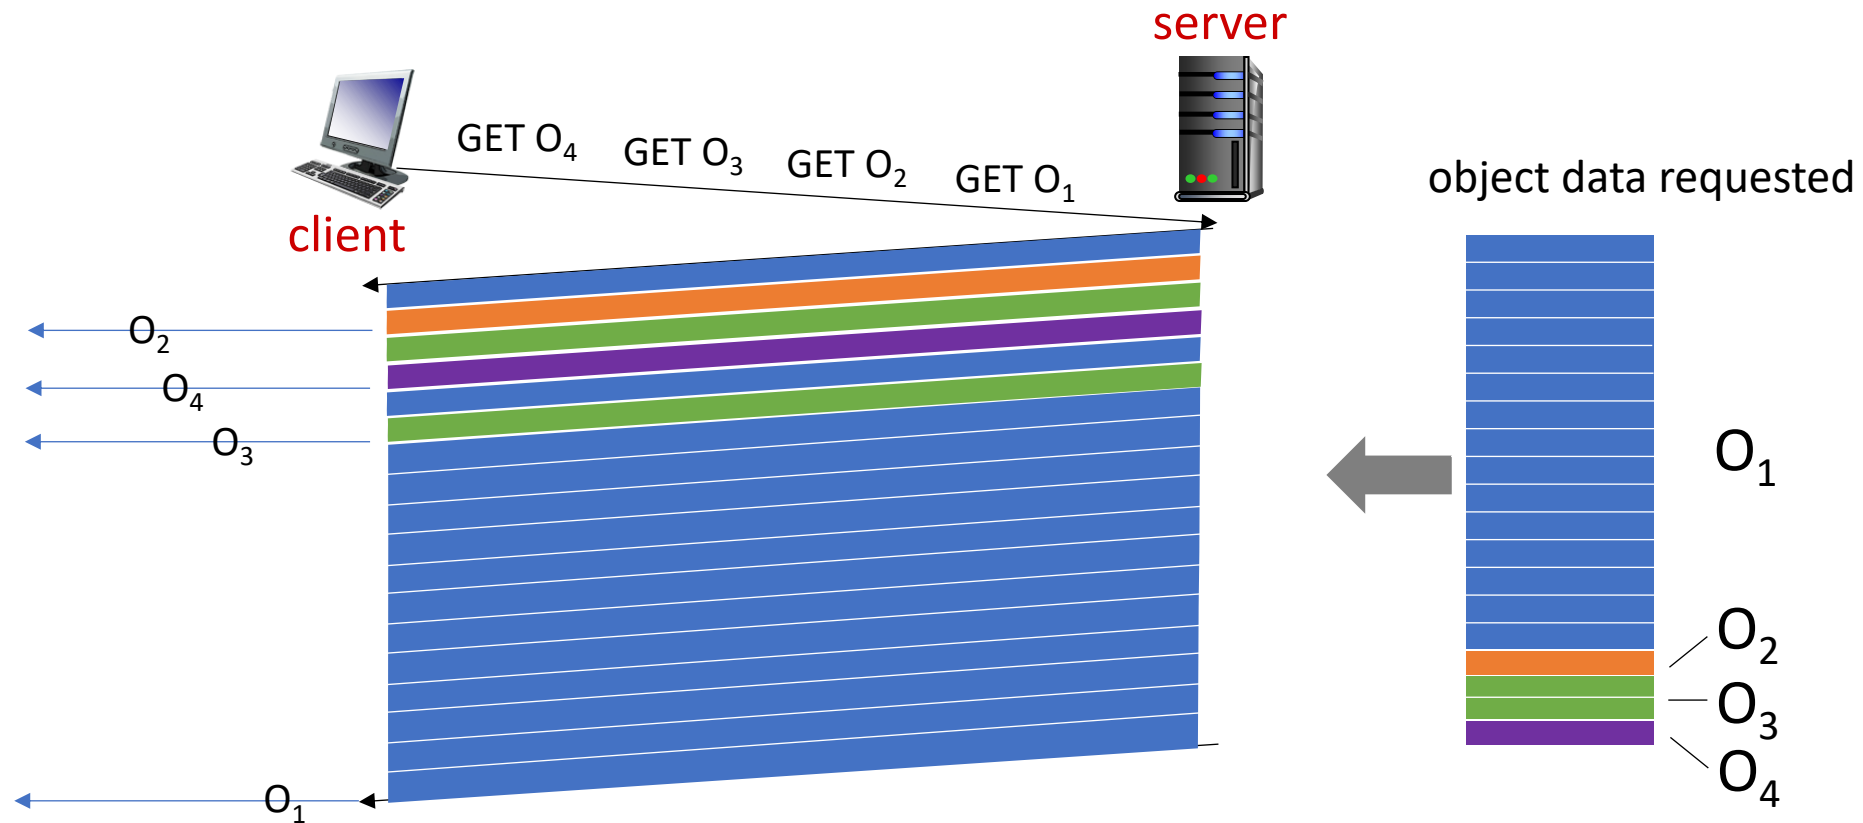 server
GET O₄
GET O₃
GET O₂
GET O₁
object data requested
client
O₂
O₄
O₃
O₁
O₁
O₂
O₃
O₄